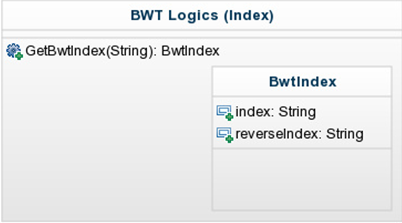 BWT Logics (Index)
GetBwtIndex(String): BwtIndex
BwtIndex
index: String
reverseIndex: String